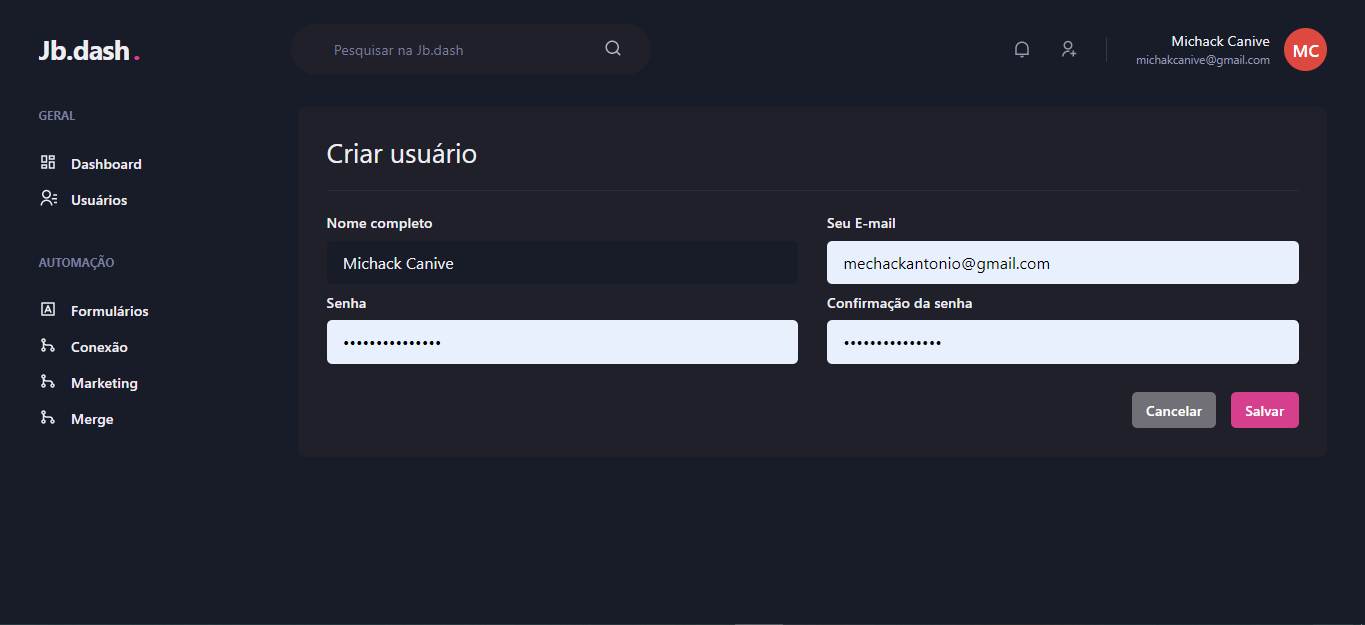 Jb.dash.
Pesquisar na Jb.dash
Michack Canive
michakcanive@gmail.com
MC
GERAL
Dashboard
Usuários
AUTOMAÇÃO
Formulários
Conexão
Marketing
Merge
Criar usuário
Nome completo
Michack Canive
Seu E-mail
mechackantonio@gmail.com
Senha
•••••••••••••••
Confirmação da senha
•••••••••••••••
Cancelar
Salvar